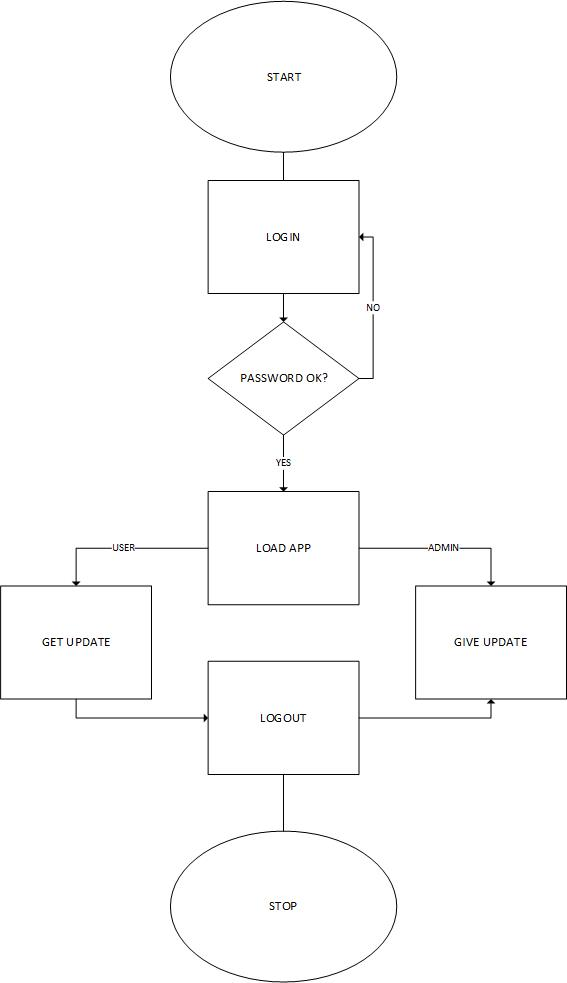 START
LOGIN
NO
PASSWORD OK?
YES
USER
LOAD APP
ADMIN
GET UPDATE
GIVE UPDATE
LOGOUT
STOP